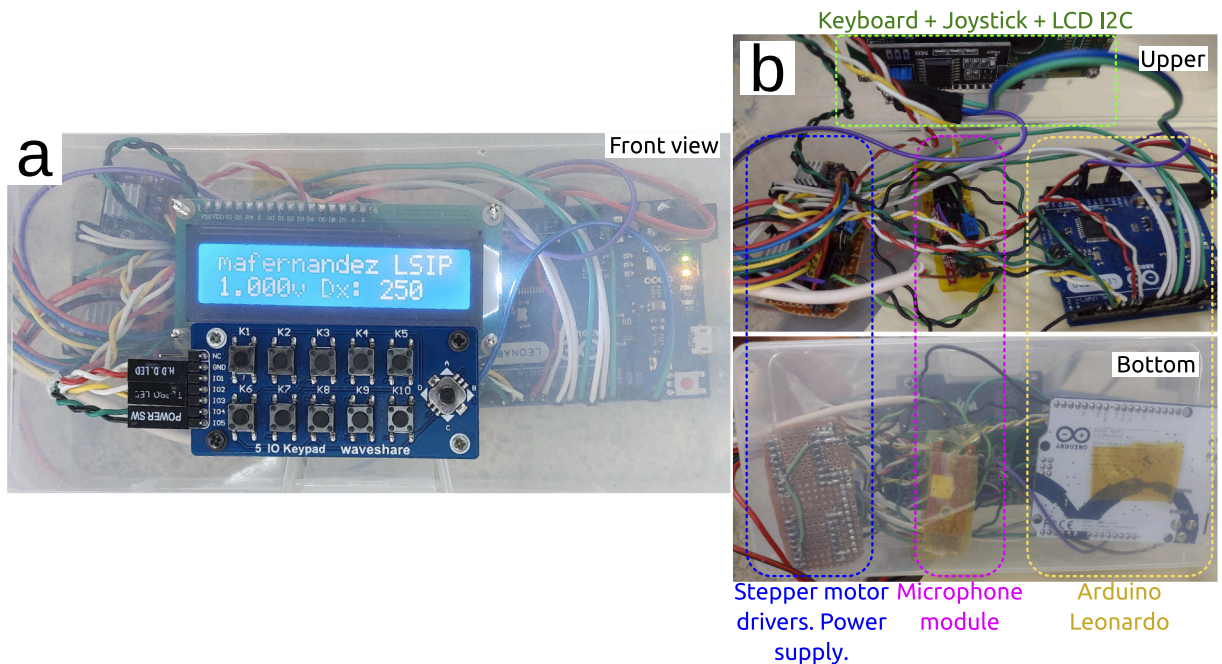 Keyboard + Joystick + LCD I2C
a
Front view
mafernandez LSIP
1.000v Dx: 250
K1 K2 K3 K4 K5
K6 K7 K8 K9 K10
NC
GND
IO1
IO2
IO3
IO4
IO5
H.D.D.LED
POWER SW
A
B
C
D
5 IO Keypad waveshare
LEONARDO
b
Upper
Bottom
ARDUINO
LEONARDO
Stepper motor
drivers. Power
supply.
Microphone
module
Arduino
Leonardo